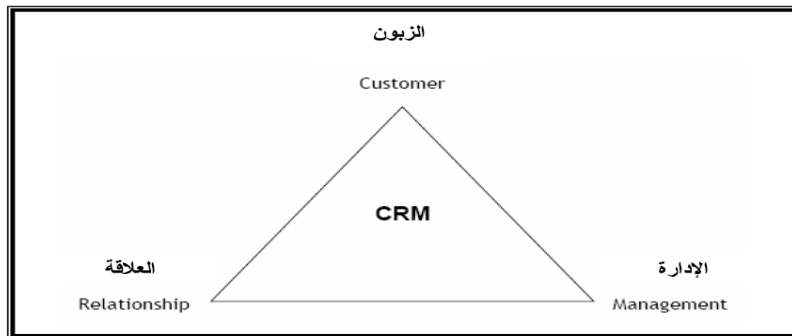 الزبون
Customer
CRM
العلاقة
الإدارة
Relationship
Management